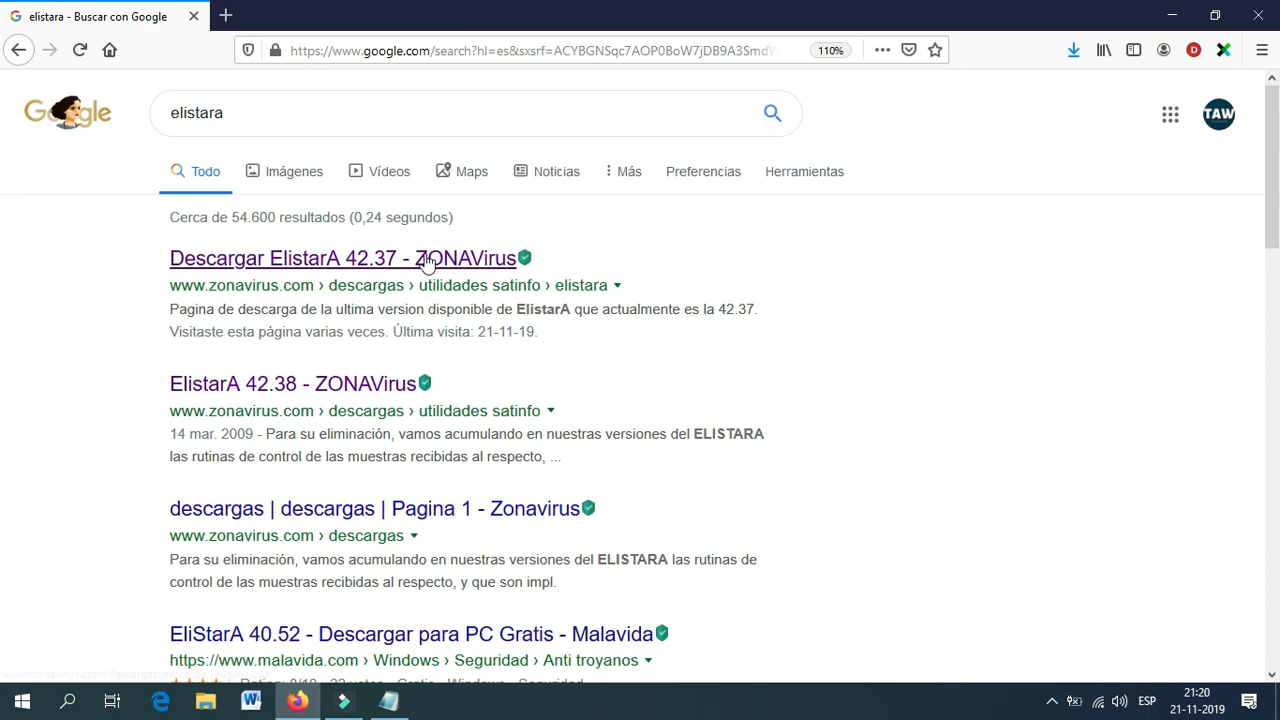 elistara - Buscar con Google
https://www.google.com/search?hl=es&sxsrf=ACYBGNSqc7AOP0BoW7jDB9A3Smd
110%
Google
elistara
TAW
Todo
Imágenes
Vídeos
Maps
Noticias
Más
Preferencias
Herramientas
Cerca de 54.600 resultados (0,24 segundos)
Descargar ElistarA 42.37 - ZONAVirus
www.zonavirus.com › descargas › utilidades satinfo › elistara
Pagina de descarga de la ultima version disponible de ElistarA que actualmente es la 42.37.
Visitaste esta página varias veces. Última visita: 21-11-19.
ElistarA 42.38 - ZONAVirus
www.zonavirus.com › descargas › utilidades satinfo
14 mar. 2009 - Para su eliminación, vamos acumulando en nuestras versiones del ELISTARA
las rutinas de control de las muestras recibidas al respecto, ...
descargas | descargas | Pagina 1 - Zonavirus
www.zonavirus.com › descargas
Para su eliminación, vamos acumulando en nuestras versiones del ELISTARA las rutinas de
control de las muestras recibidas al respecto, y que son impl.
EliStarA 40.52 - Descargar para PC Gratis - Malavida
https://www.malavida.com › Windows › Seguridad › Anti troyanos
ESP
21:20
21-11-2019